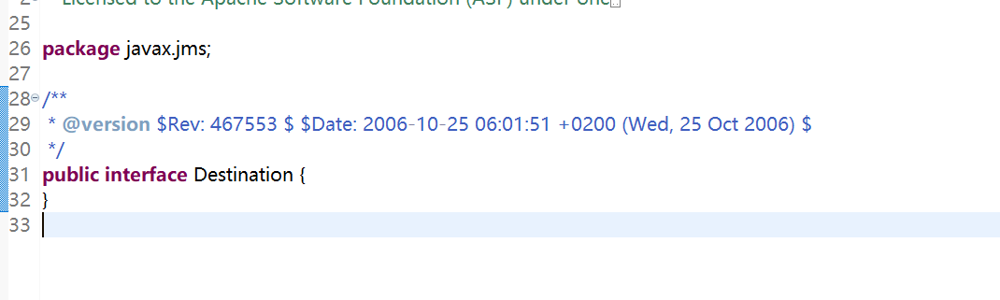 Licensed to the Apache Software Foundation (ASF) under one
25
26 package javax.jms;
27
28 /**
29 * @version $Rev: 467553 $ $Date: 2006-10-25 06:01:51 +0200 (Wed, 25 Oct 2006) $
30 */
31 public interface Destination {
32 }
33